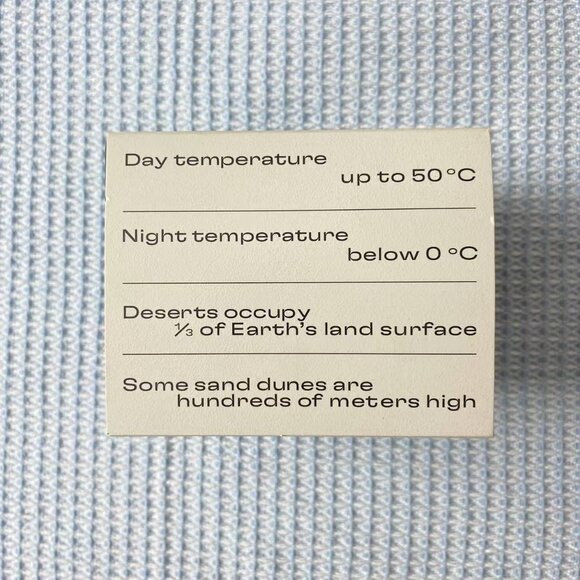 Day temperature
up to 50 °C
Night temperature
below 0 °C
Deserts occupy
⅓ of Earth's land surface
Some sand dunes are
hundreds of meters high